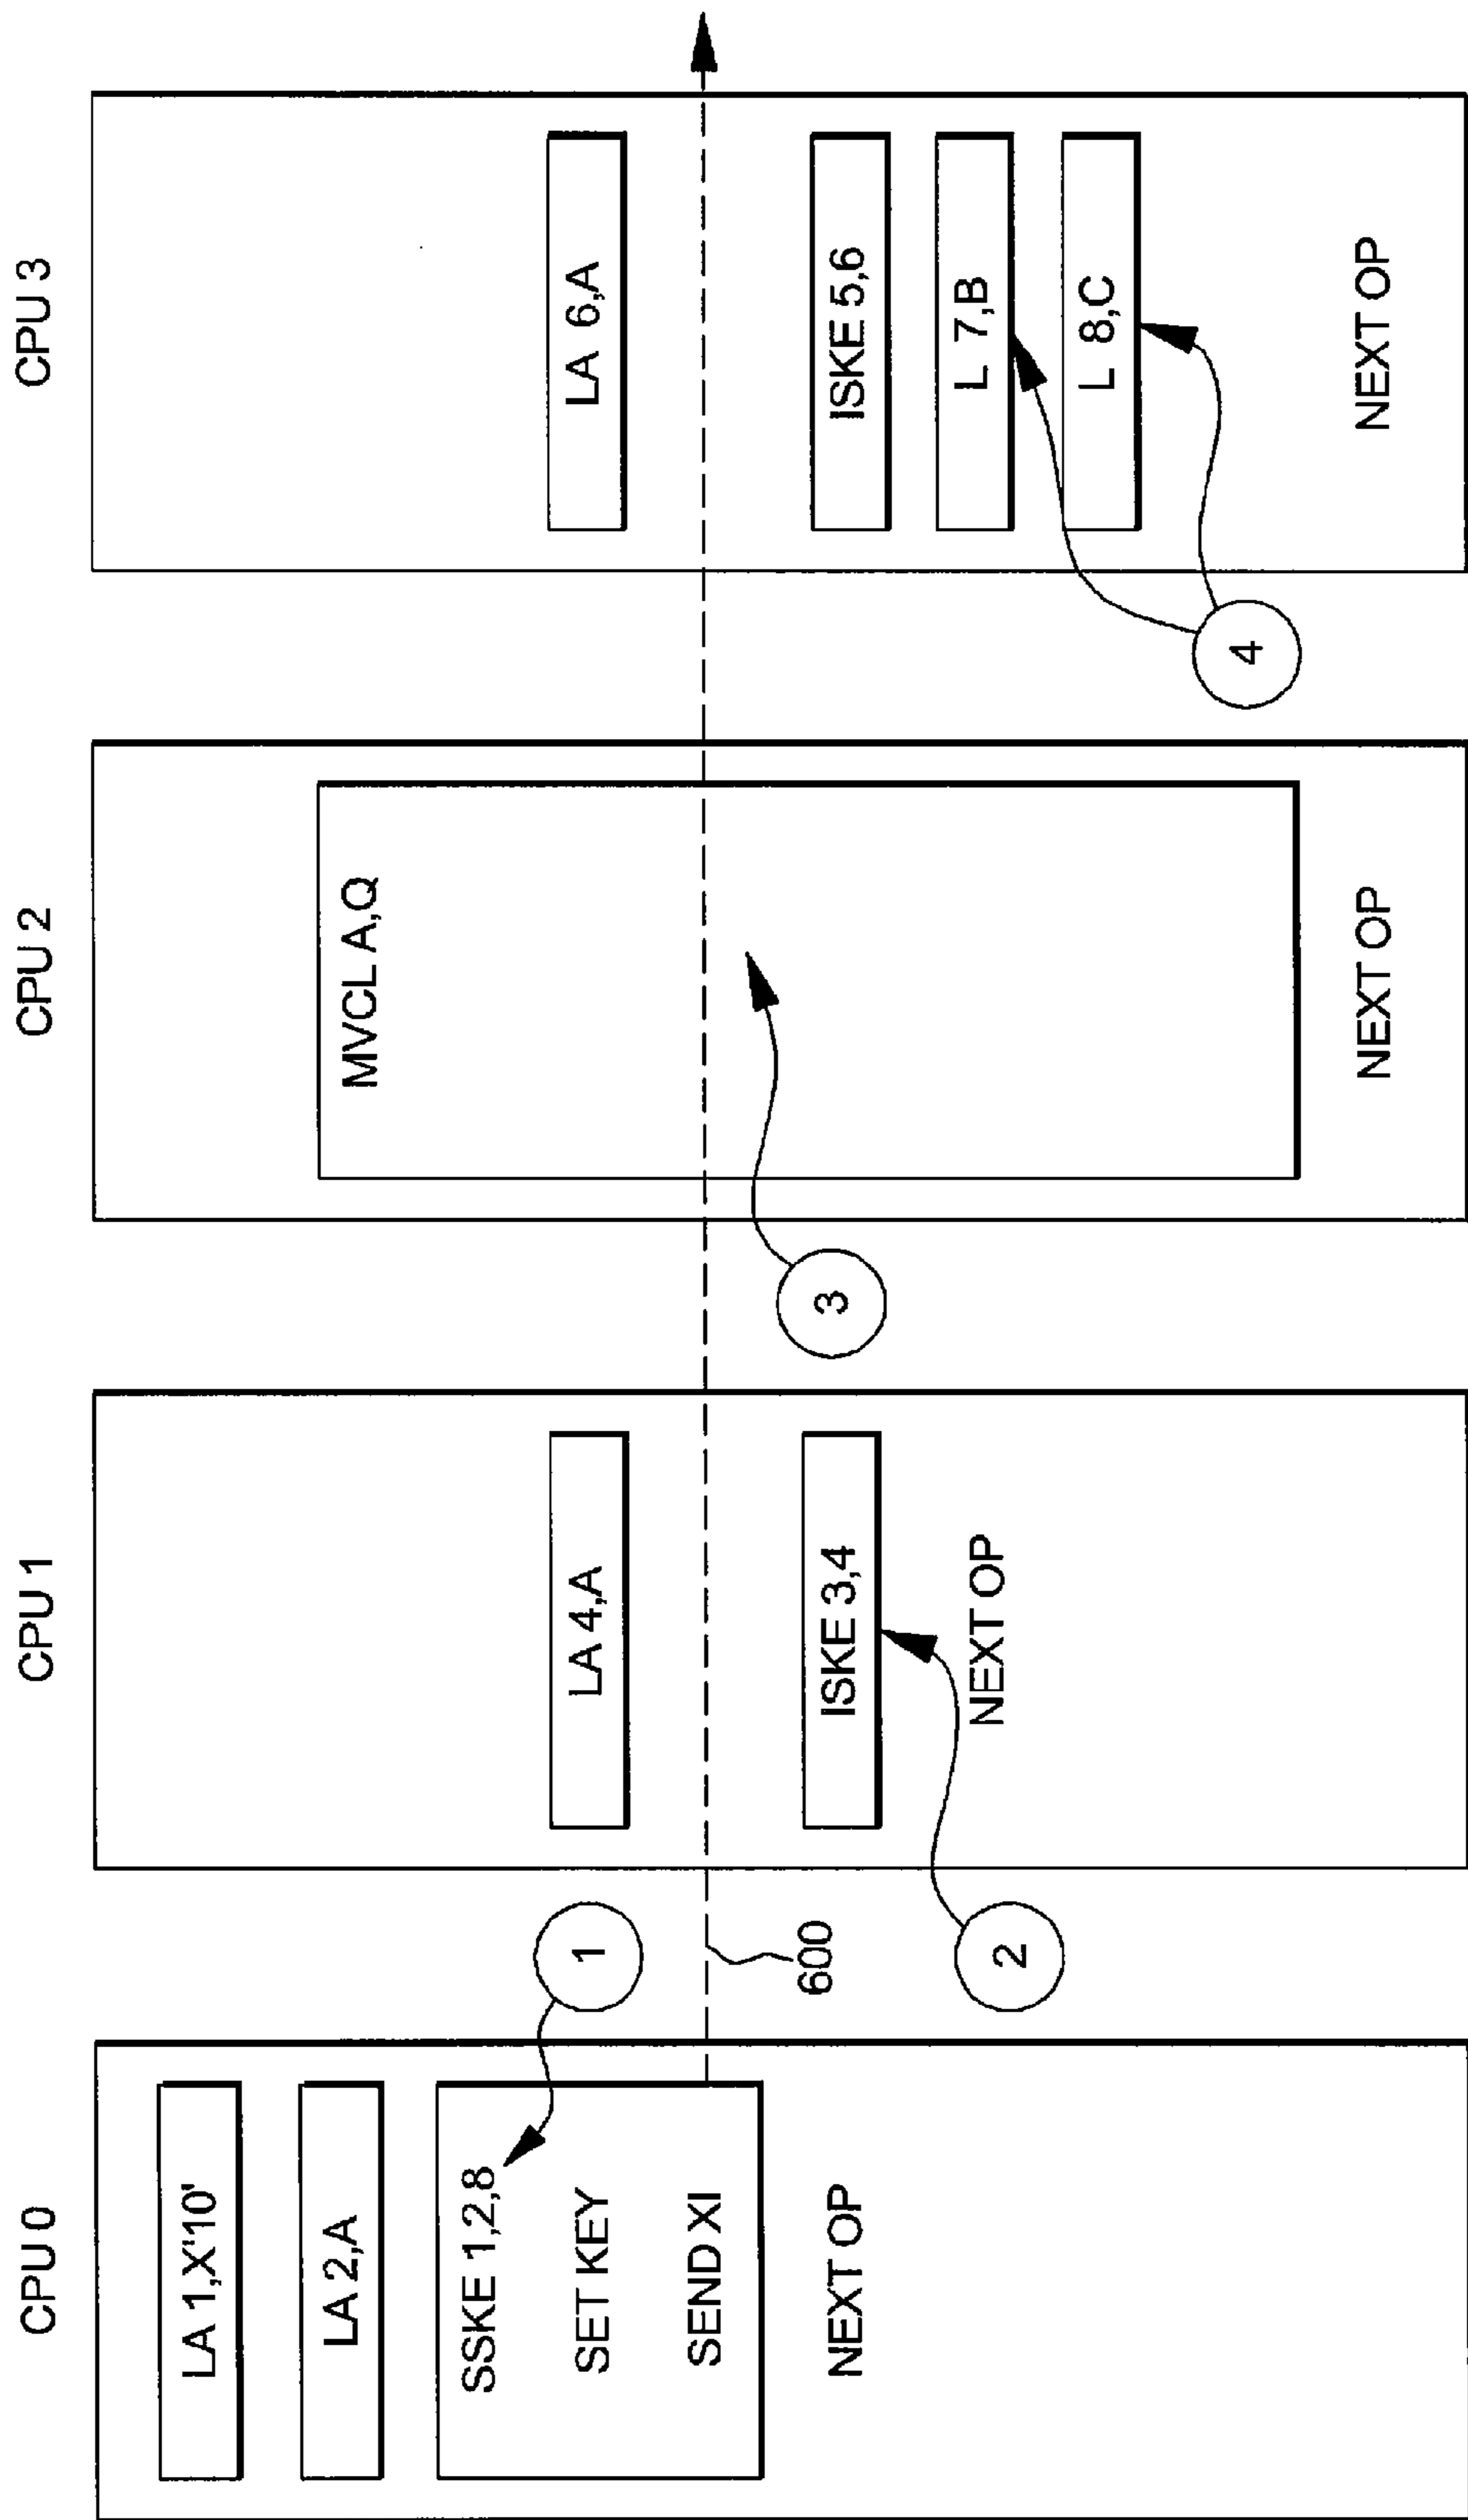 CPU 0
LA 1,X'10'
LA 2,A
SSKE 1,2,8
SET KEY
SEND XI
NEXT OP
1
600
2
CPU 1
LA 4,A
ISKE 3,4
NEXT OP
3
CPU 2
MVCL A,Q
NEXT OP
4
CPU 3
LA 6,A
ISKE 5,6
L 7,B
L 8,C
NEXT OP